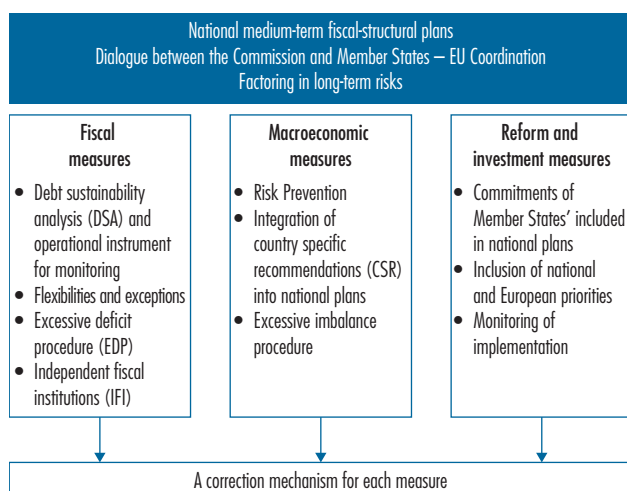 National medium-term fiscal-structural plans
Dialogue between the Commission and Member States – EU Coordination
Factoring in long-term risks
Fiscal
measures
• Debt sustainability
analysis (DSA) and
operational instrument
for monitoring
• Flexibilities and exceptions
• Excessive deficit
procedure (EDP)
• Independent fiscal
institutions (IFI)
Macroeconomic
measures
• Risk Prevention
• Integration of
country specific
recommendations (CSR)
into national plans
• Excessive imbalance
procedure
Reform and
investment measures
• Commitments of
Member States’ included
in national plans
• Inclusion of national
and European priorities
• Monitoring of
implementation
A correction mechanism for each measure